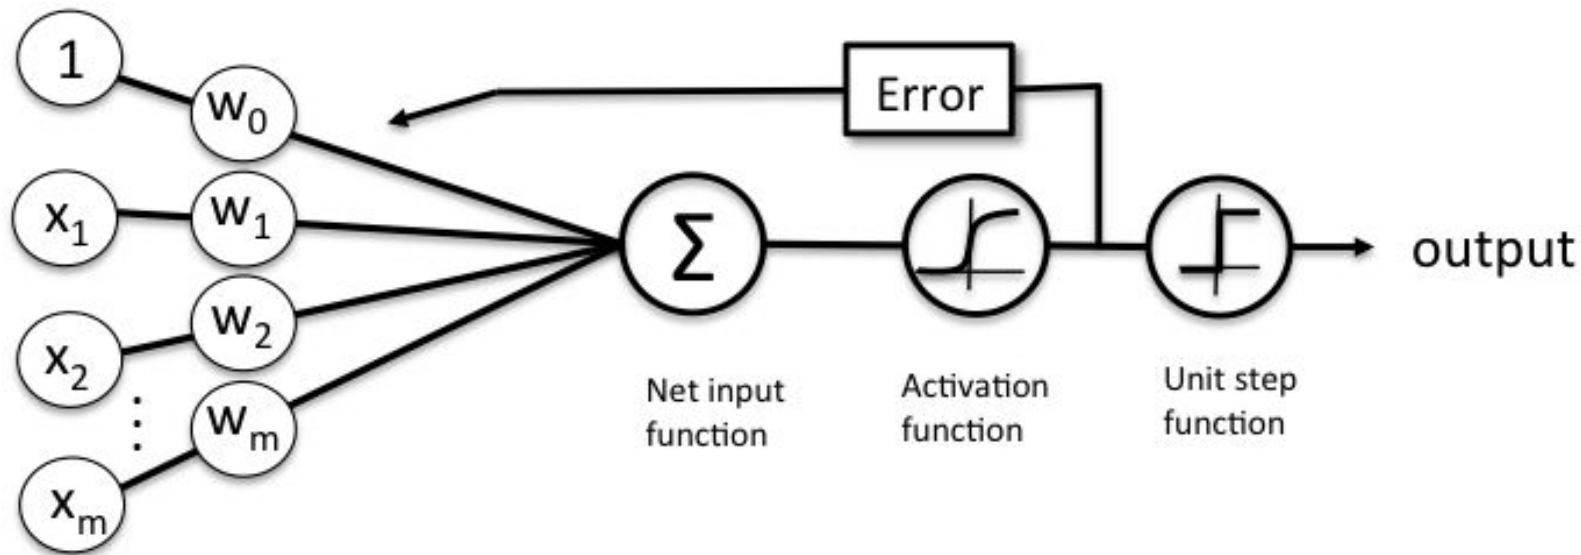 1
w0
Error
x1
w1
Σ
output
x2
w2
⋮
wm
xm
Net input
function
Activation
function
Unit step
function